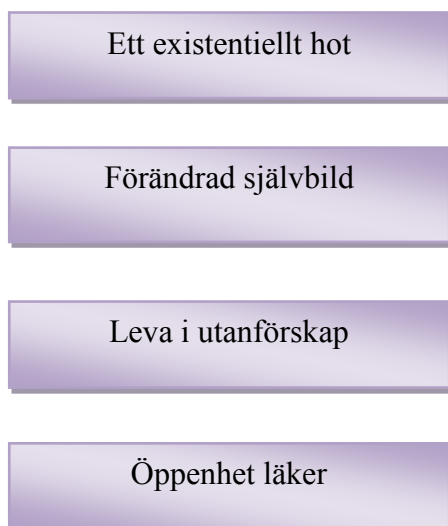 Ett existentiellt hot
Förändrad självbild
Leva i utanförskap
Öppenhet läker